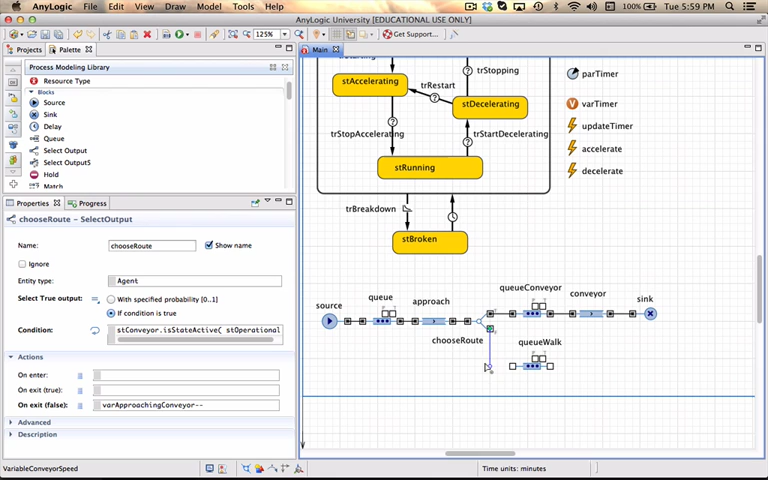 AnyLogic File Edit View Draw Model Tools Help
100% Tue 5:59 PM
AnyLogic University [EDUCATIONAL USE ONLY]
125% Get Support...
Projects Palette
Main
Process Modeling Library
Resource Type
Blocks
Source
Sink
Delay
Queue
Select Output
Select Output5
Hold
Match
Properties Progress
chooseRoute – SelectOutput
Name: chooseRoute Show name
Ignore
Entity type: Agent
Select True output: With specified probability [0..1]
If condition is true
Condition: stConveyor.isStateActive( stOperational
Actions
On enter:
On exit (true):
On exit (false): varApproachingConveyor--
Advanced
Description
trStopping
stAccelerating
trRestart
stDecelerating
trStopAccelerating
trStartDecelerating
stRunning
trBreakdown
stBroken
parTimer
varTimer
updateTimer
accelerate
decelerate
source
queue
approach
chooseRoute
queueConveyor
conveyor
sink
queueWalk
VariableConveyorSpeed
Time units: minutes